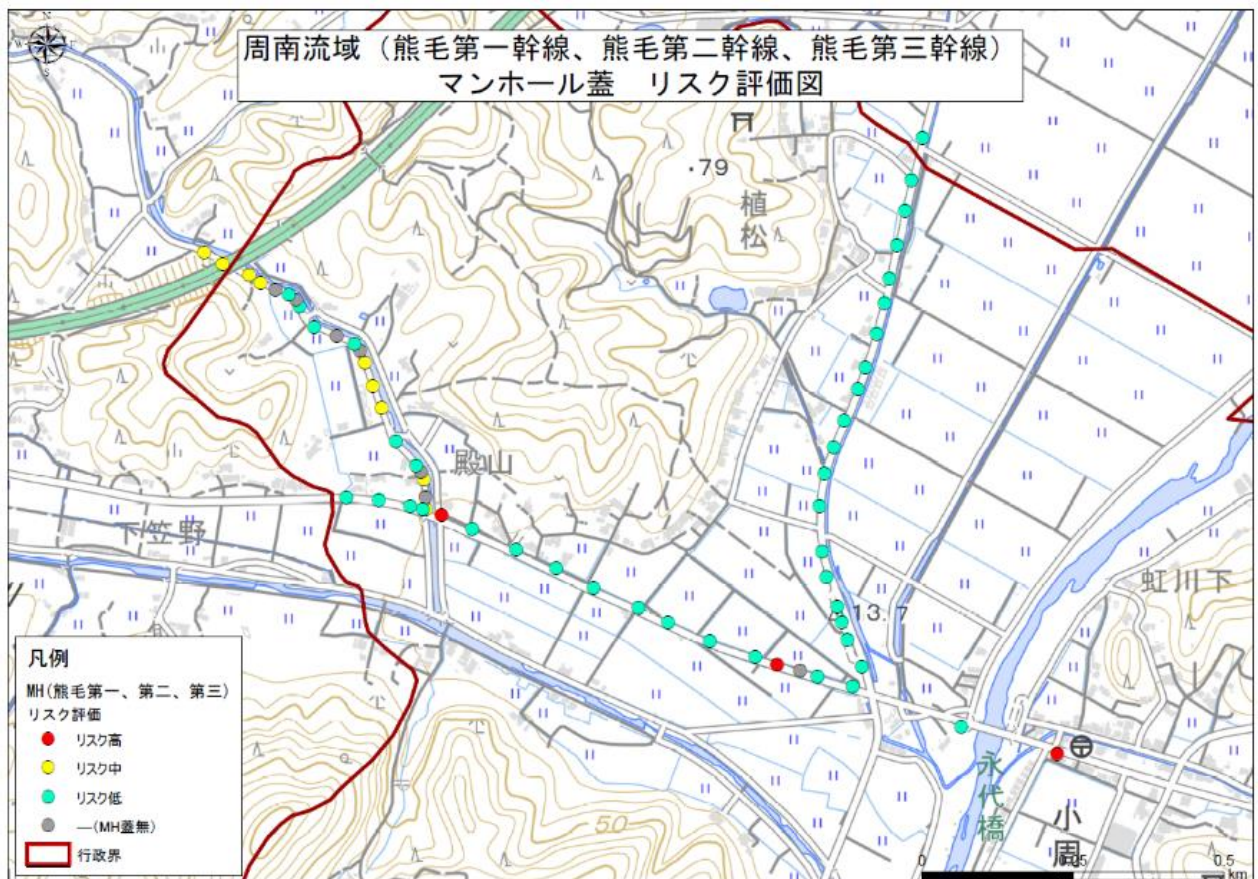 周南流域（熊毛第一幹線、熊毛第二幹線、熊毛第三幹線）
マンホール蓋　リスク評価図
・79
植松
殿山
下笠野
13.7
虹川下
永代橋
小周
50
凡例
MH(熊毛第一、第二、第三)
リスク評価
リスク高
リスク中
リスク低
―(MH蓋無)
行政界
0
0.25
0.5
km